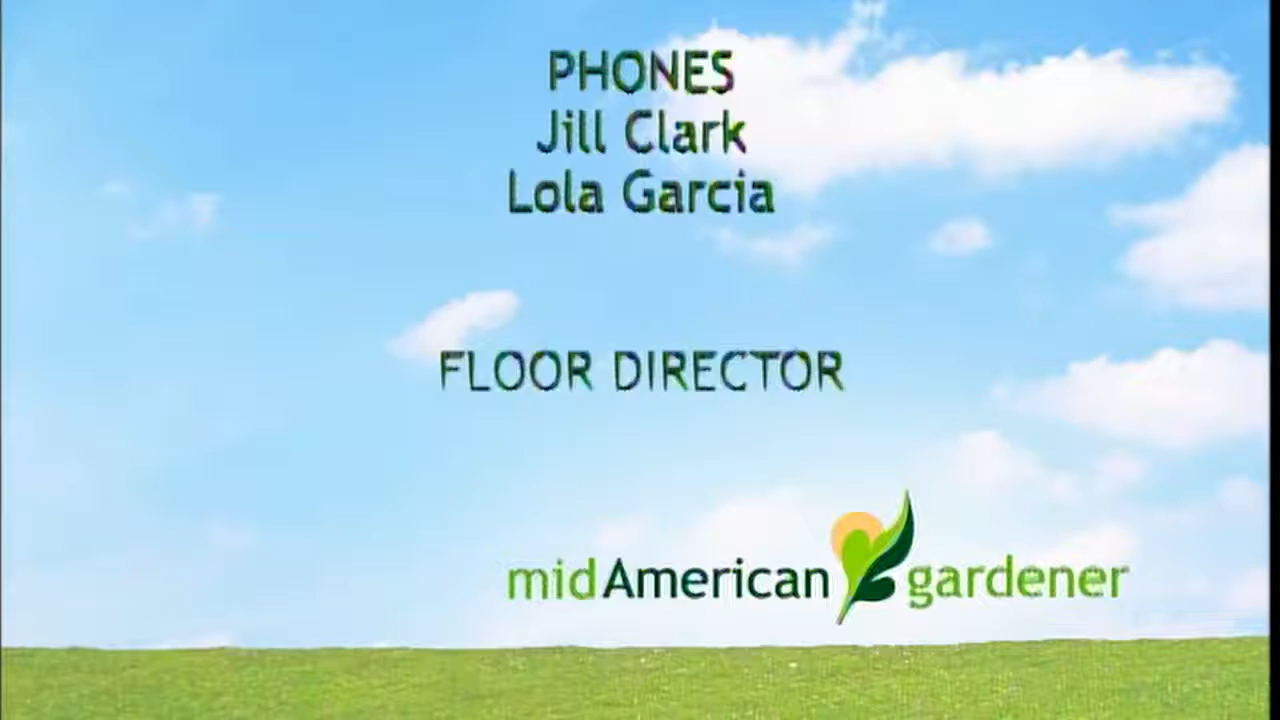 PHONES
Jill Clark
Lola Garcia
FLOOR DIRECTOR
midAmerican gardener